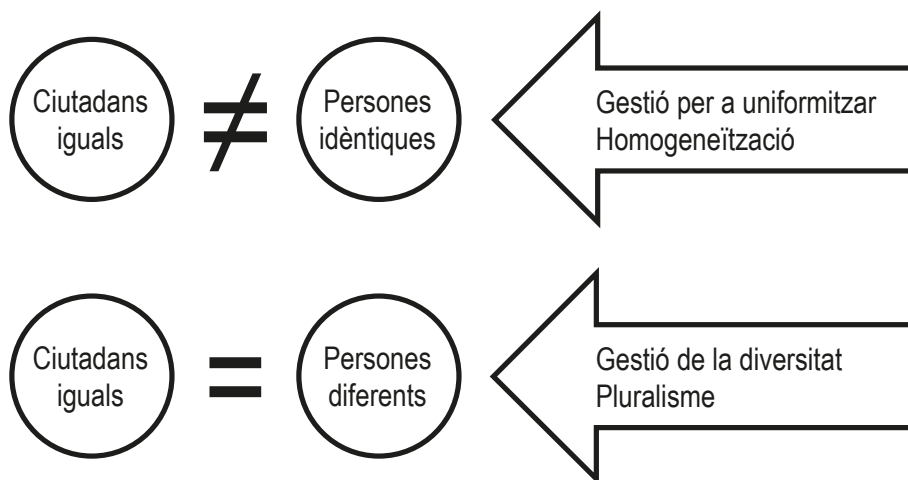 Ciutadans
iguals
≠
Persones
idèntiques
Gestió per a uniformitzar
Homogeneïtzació
Ciutadans
iguals
=
Persones
diferents
Gestió de la diversitat
Pluralisme